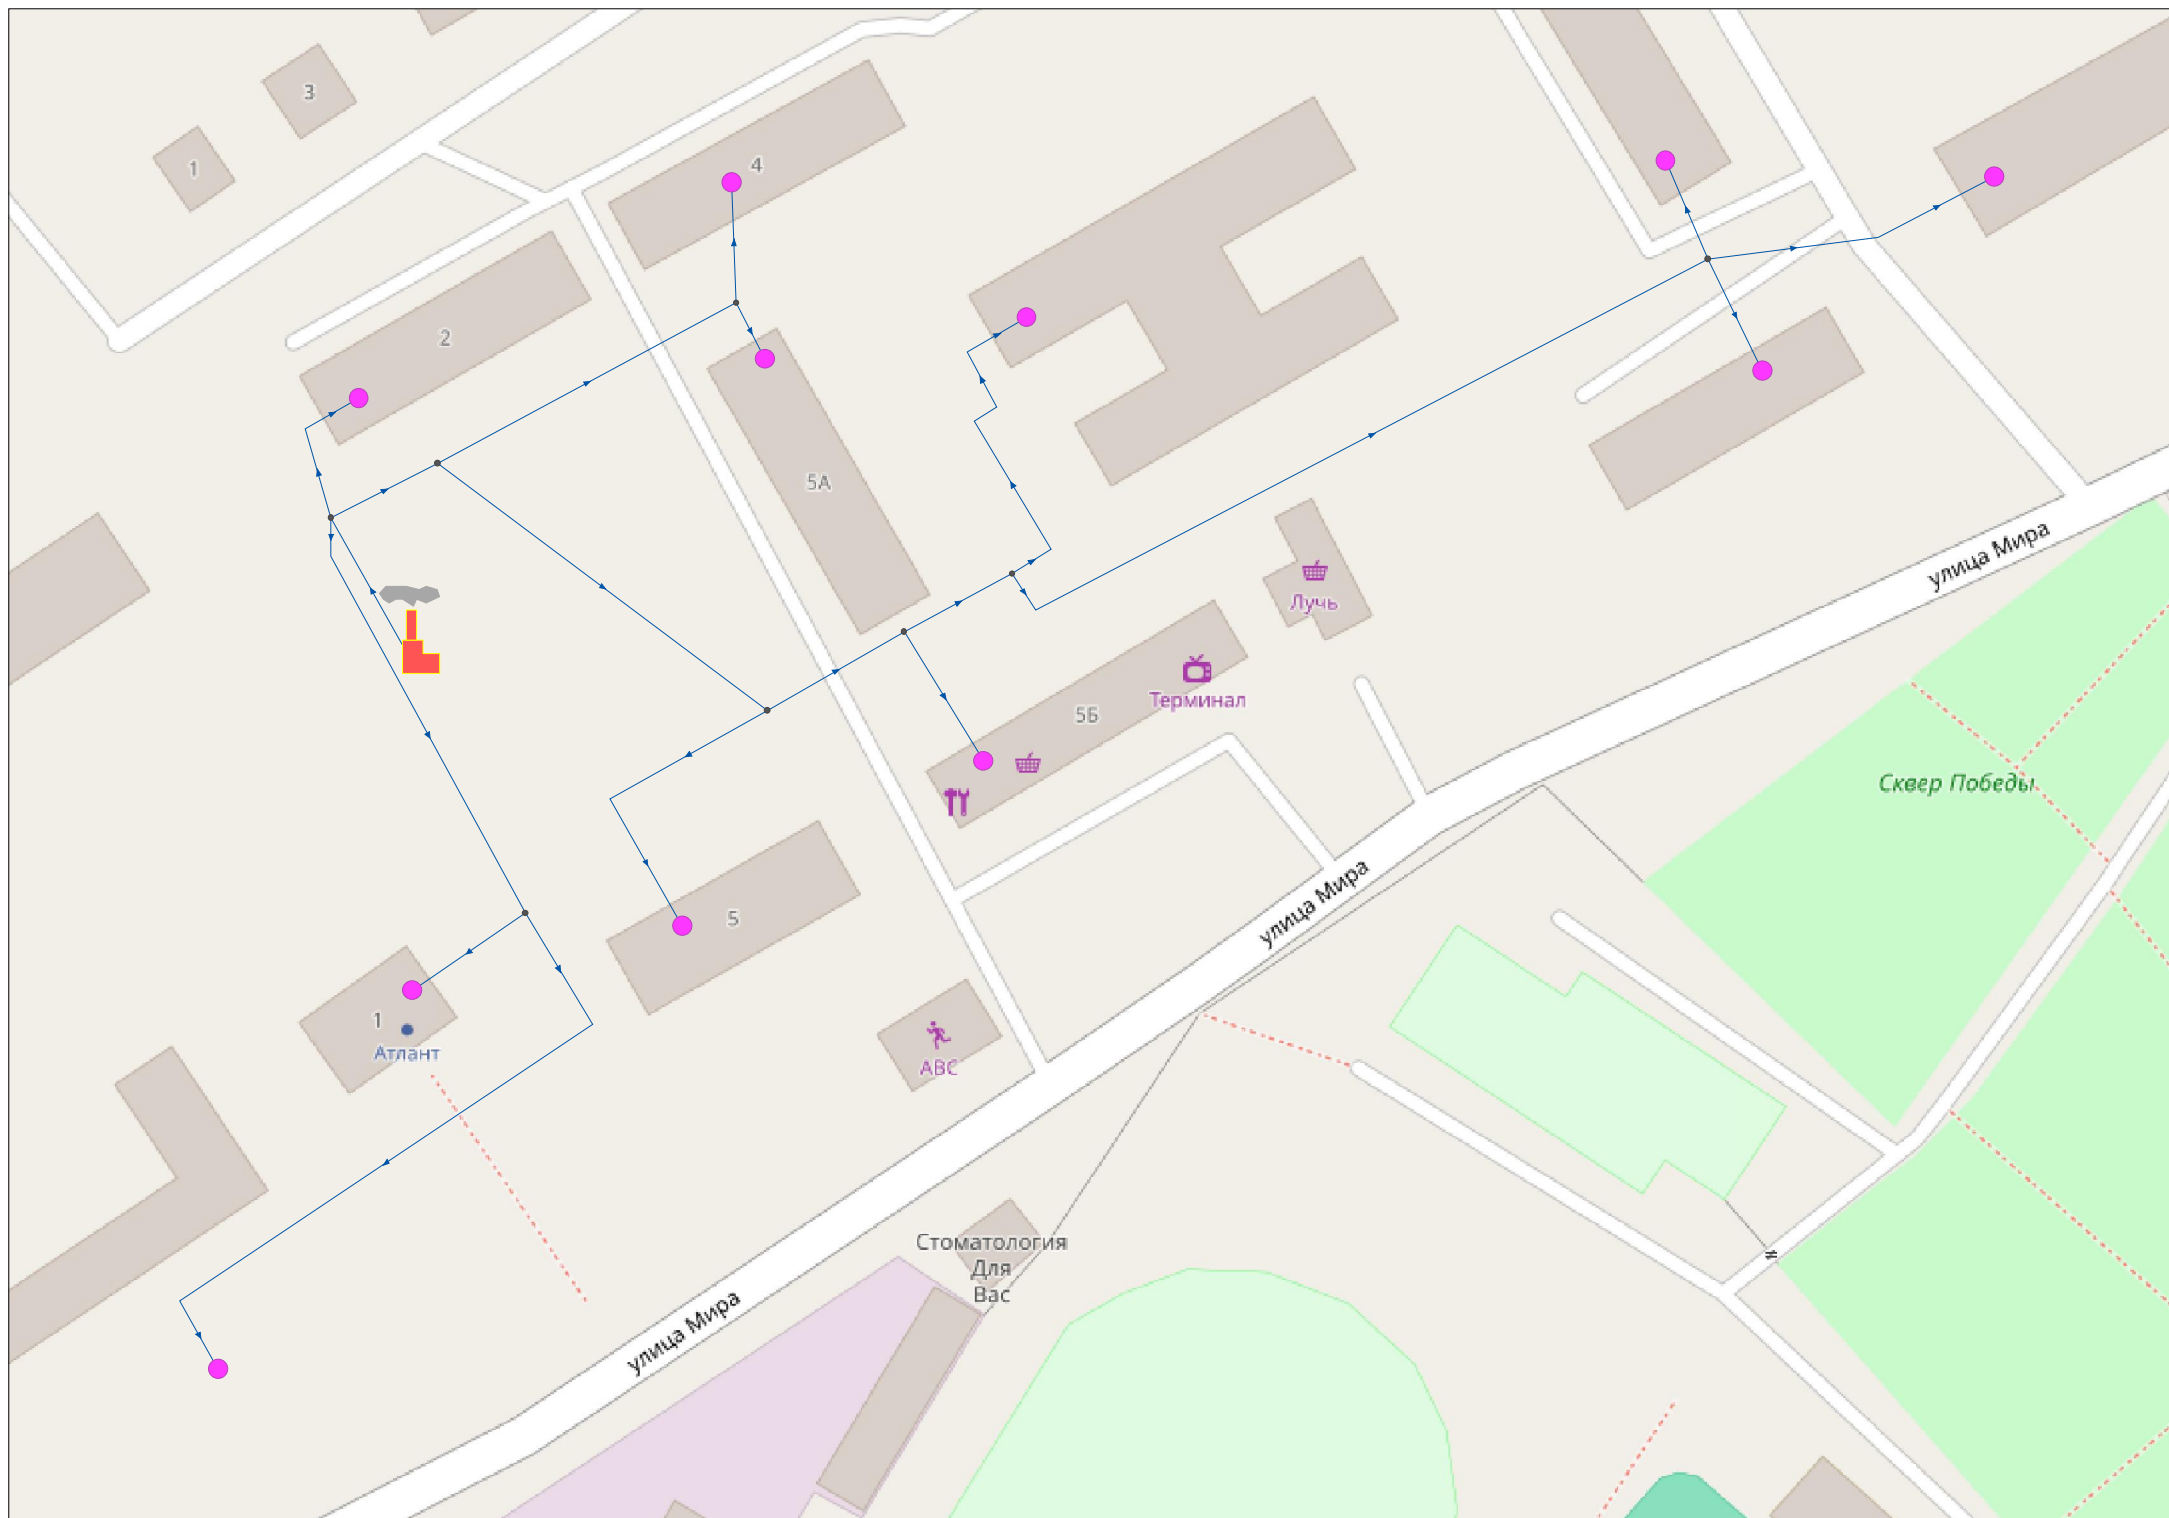 3
1
4
2
5А
улица Мира
Лучь
Терминал
5Б
Сквер Победы
улица Мира
5
1
Атлант
АВС
Стоматология
Для
Вас
улица Мира